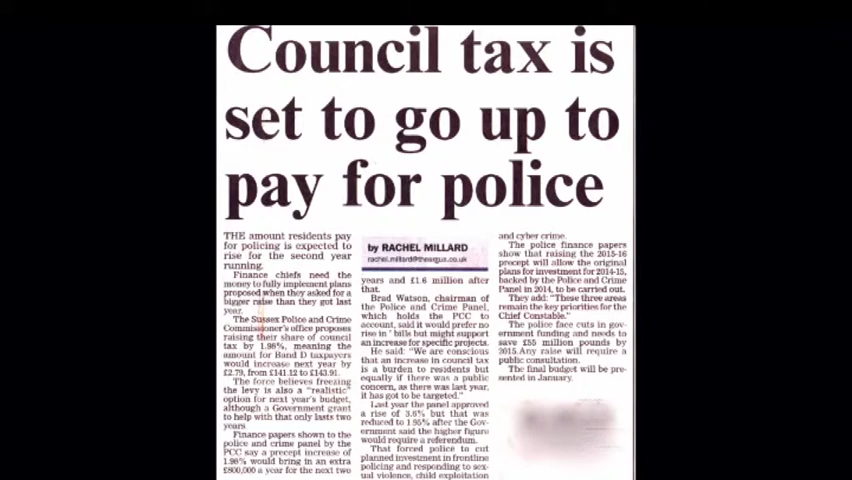 Council tax is
set to go up to
pay for police
THE amount residents pay
for policing is expected to
rise for the second year
running.
Finance chiefs need the
money to fully implement plans
proposed when they asked for a
bigger raise than they got last
year.
The Sussex Police and Crime
Commissioner's office proposes
raising their share of council
tax by 1.98%, meaning the
amount for Band D taxpayers
would increase next year by
£2.79, from £141.12 to £143.91.
The force believes freezing
the levy is also a "realistic"
option for next year's budget,
although a Government grant
to help with that only lasts two
years.
Finance papers shown to the
police and crime panel by the
PCC say a precept increase of
1.98% would bring in an extra
£800,000 a year for the next two
by RACHEL MILLARD
rachel.millard@theargus.co.uk
years and £1.6 million after
that.
Brad Watson, chairman of
the Police and Crime Panel,
which holds the PCC to
account, said it would prefer no
rise in ' bills but might support
an increase for specific projects.
He said: "We are conscious
that an increase in council tax
is a burden to residents but
equally if there was a public
concern, as there was last year,
it has got to be targeted."
Last year the panel approved
a rise of 3.6% but that was
reduced to 1.95% after the Gov-
ernment said the higher figure
would require a referendum.
That forced police to cut
planned investment in frontline
policing and responding to sex-
ual violence, child exploitation
and cyber crime.
The police finance papers
show that raising the 2015-16
precept will allow the original
plans for investment for 2014-15,
backed by the Police and Crime
Panel in 2014, to be carried out.
They add: "These three areas
remain the key priorities for the
Chief Constable."
The police face cuts in gov-
ernment funding and needs to
save £55 million pounds by
2015. Any raise will require a
public consultation.
The final budget will be pre-
sented in January.